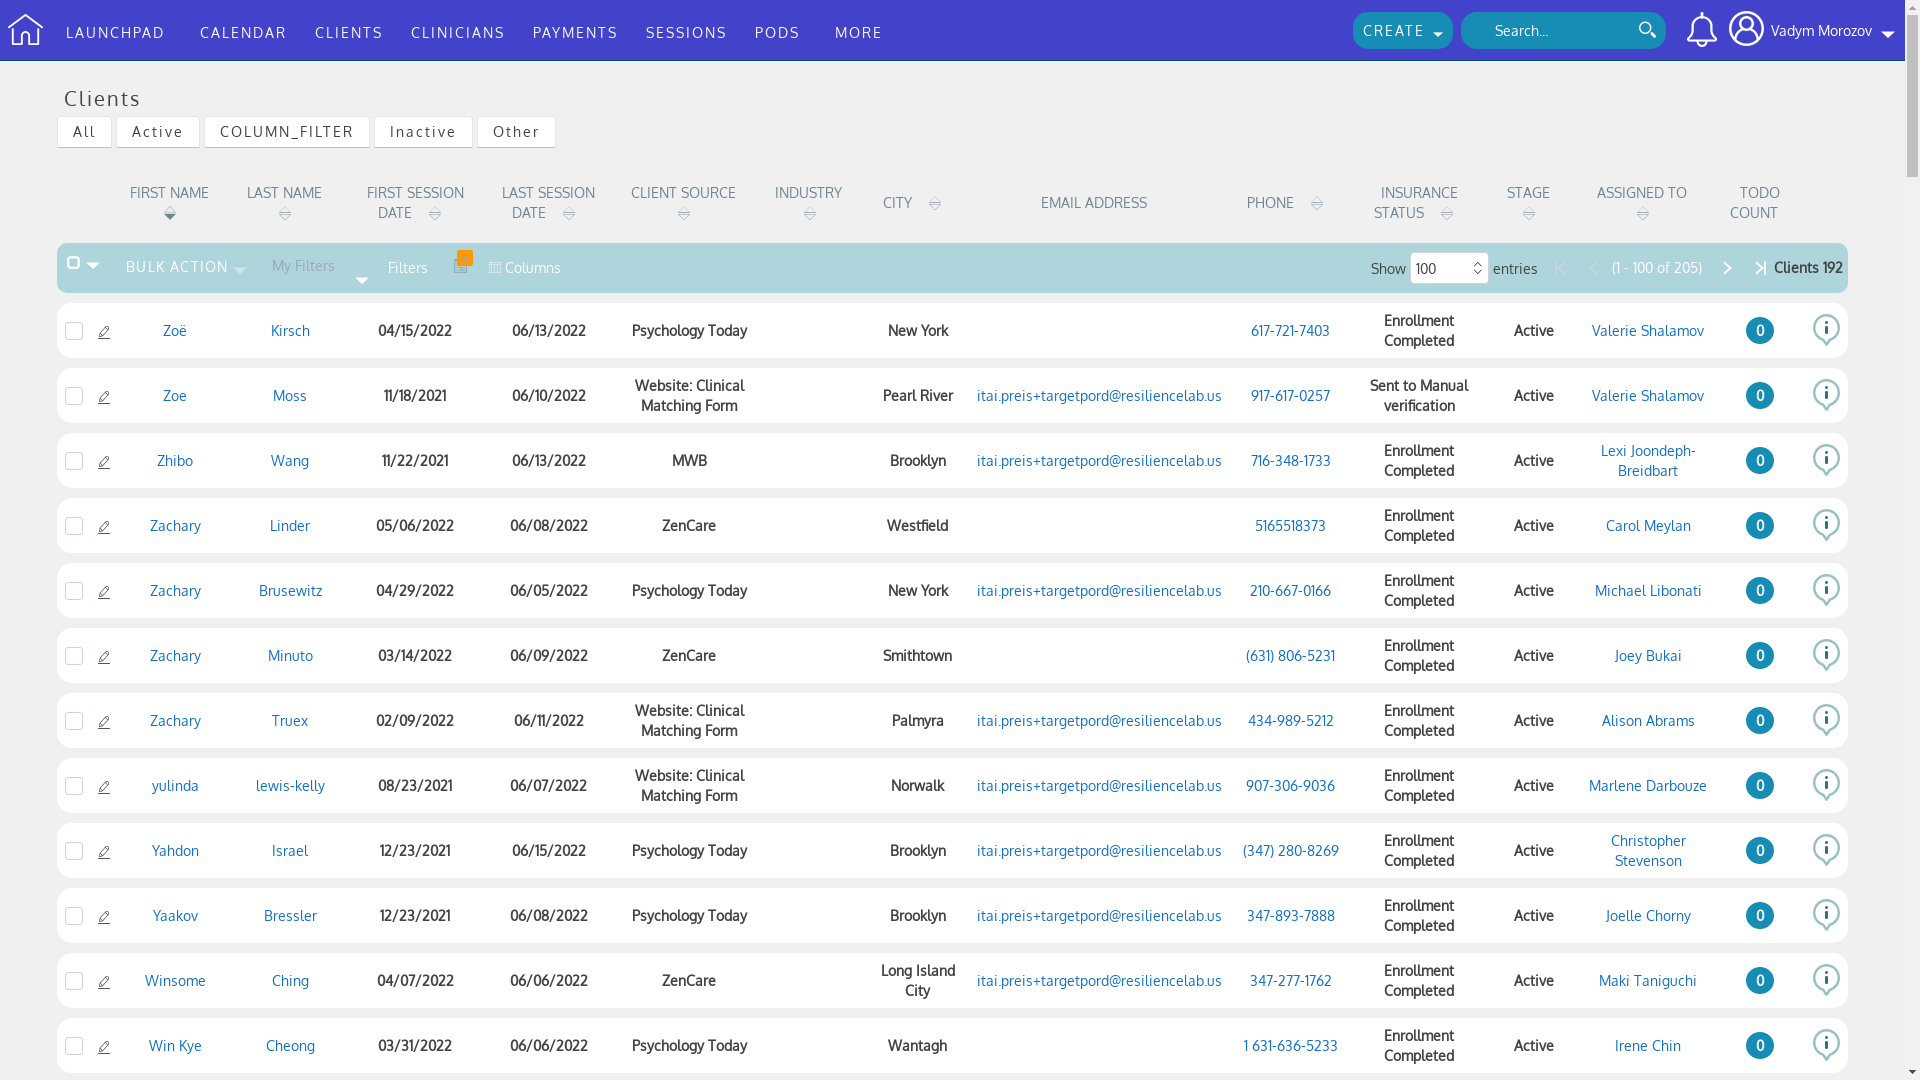 LAUNCHPAD CALENDAR CLIENTS CLINICIANS PAYMENTS SESSIONS PODS MORE CREATE Search... Vadym Morozov
Clients
All Active COLUMN_FILTER Inactive Other
FIRST NAME LAST NAME FIRST SESSION DATE LAST SESSION DATE CLIENT SOURCE INDUSTRY CITY EMAIL ADDRESS PHONE INSURANCE STATUS STAGE ASSIGNED TO TODO COUNT
BULK ACTION My Filters Filters Columns Show 100 entries (1 - 100 of 205) Clients 192
Zoë Kirsch 04/15/2022 06/13/2022 Psychology Today New York 617-721-7403 Enrollment Completed Active Valerie Shalamov 0
Zoe Moss 11/18/2021 06/10/2022 Website: Clinical Matching Form Pearl River itai.preis+targetpord@resiliencelab.us 917-617-0257 Sent to Manual verification Active Valerie Shalamov 0
Zhibo Wang 11/22/2021 06/13/2022 MWB Brooklyn itai.preis+targetpord@resiliencelab.us 716-348-1733 Enrollment Completed Active Lexi Joondeph-Breidbart 0
Zachary Linder 05/06/2022 06/08/2022 ZenCare Westfield 5165518373 Enrollment Completed Active Carol Meylan 0
Zachary Brusewitz 04/29/2022 06/05/2022 Psychology Today New York itai.preis+targetpord@resiliencelab.us 210-667-0166 Enrollment Completed Active Michael Libonati 0
Zachary Minuto 03/14/2022 06/09/2022 ZenCare Smithtown (631) 806-5231 Enrollment Completed Active Joey Bukai 0
Zachary Truex 02/09/2022 06/11/2022 Website: Clinical Matching Form Palmyra itai.preis+targetpord@resiliencelab.us 434-989-5212 Enrollment Completed Active Alison Abrams 0
yulinda lewis-kelly 08/23/2021 06/07/2022 Website: Clinical Matching Form Norwalk itai.preis+targetpord@resiliencelab.us 907-306-9036 Enrollment Completed Active Marlene Darbouze 0
Yahdon Israel 12/23/2021 06/15/2022 Psychology Today Brooklyn itai.preis+targetpord@resiliencelab.us (347) 280-8269 Enrollment Completed Active Christopher Stevenson 0
Yaakov Bressler 12/23/2021 06/08/2022 Psychology Today Brooklyn itai.preis+targetpord@resiliencelab.us 347-893-7888 Enrollment Completed Active Joelle Chorny 0
Winsome Ching 04/07/2022 06/06/2022 ZenCare Long Island City itai.preis+targetpord@resiliencelab.us 347-277-1762 Enrollment Completed Active Maki Taniguchi 0
Win Kye Cheong 03/31/2022 06/06/2022 Psychology Today Wantagh 1 631-636-5233 Enrollment Completed Active Irene Chin 0